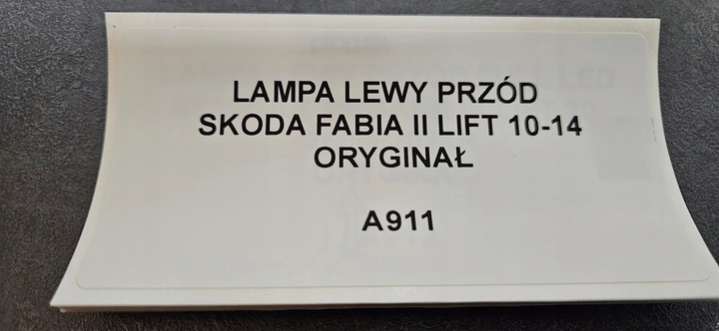 LAMPA LEWY PRZÓD
SKODA FABIA II LIFT 10-14
ORYGINAŁ
A911